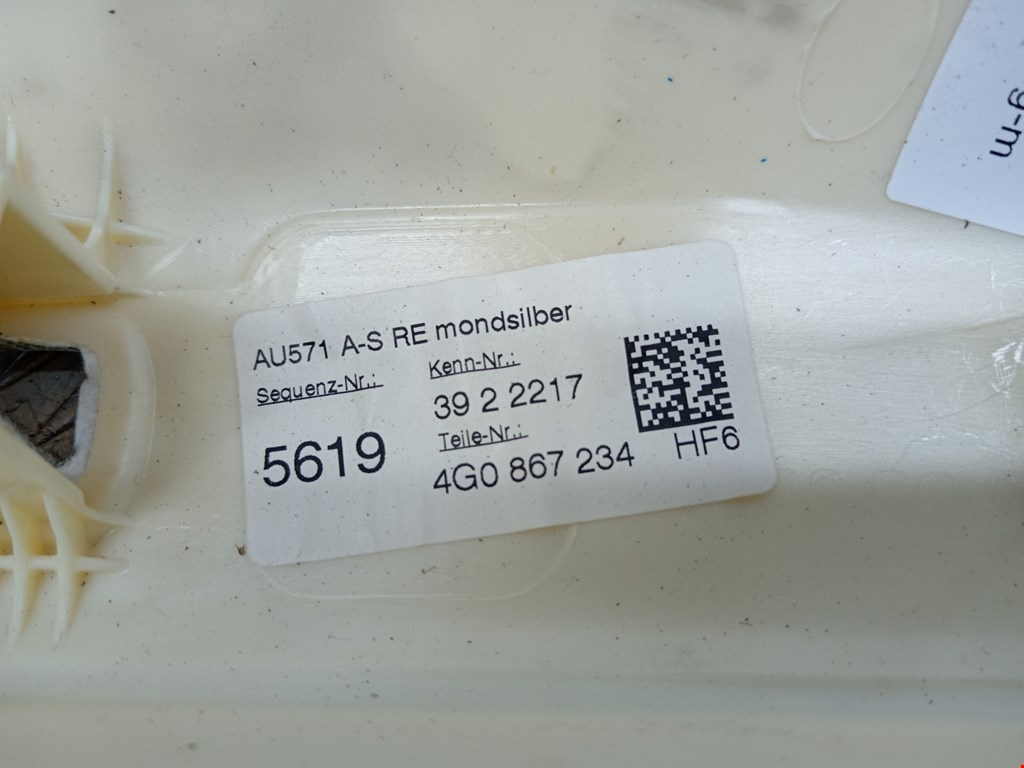 AU571 A-S RE mondsilber
Sequenz-Nr.: Kenn-Nr.:
39 2 2217
5619 Teile-Nr.:
4G0 867 234 HF6
g-m